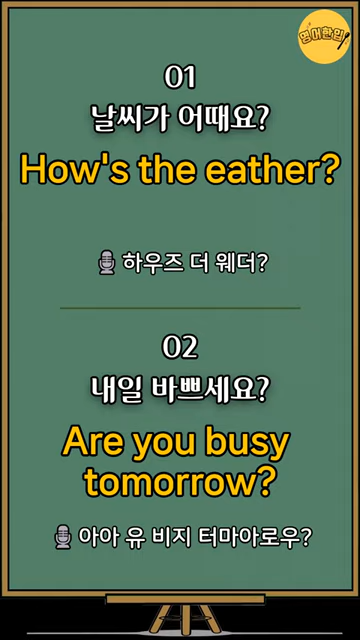 영어한입
01
날씨가 어때요?
How's the eather?
하우즈 더 웨더?
02
내일 바쁘세요?
Are you busy
tomorrow?
아아 유 비지 터마아로우?